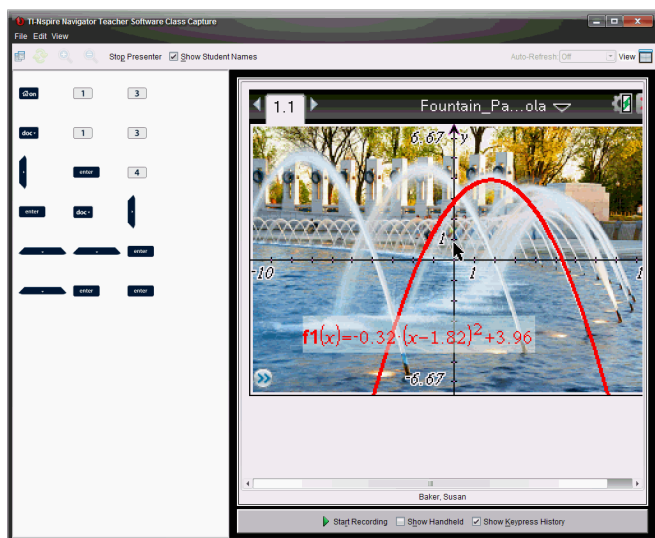 TI-Nspire Navigator Teacher Software Class Capture
File Edit View
Stop Presenter Show Student Names Auto-Refresh: Off View
on 1 3
doc 1 3
enter 4
enter doc
enter
enter enter
1.1 Fountain_Pa...ola
6.67 y
1
-10 1 1
f1(x)=-0.32·(x-1.82)2+3.96
-6.67
Baker, Susan
Start Recording Show Handheld Show Keypress History